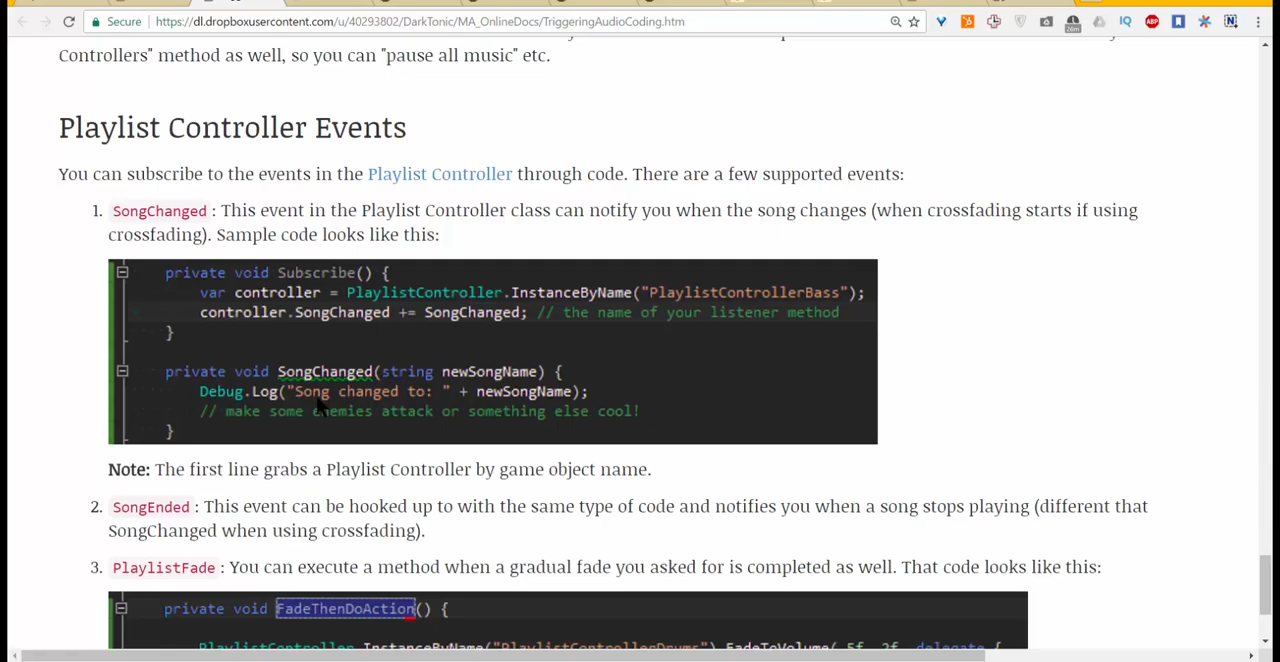 Secure https://dl.dropboxusercontent.com/u/40293802/DarkTonic/MA_OnlineDocs/TriggeringAudioCoding.htm
Controllers" method as well, so you can "pause all music" etc.
Playlist Controller Events
You can subscribe to the events in the Playlist Controller through code. There are a few supported events:
1. SongChanged : This event in the Playlist Controller class can notify you when the song changes (when crossfading starts if using
crossfading). Sample code looks like this:
private void Subscribe() {
var controller = PlaylistController.InstanceByName("PlaylistControllerBass");
controller.SongChanged += SongChanged; // the name of your listener method
}
private void SongChanged(string newSongName) {
Debug.Log("Song changed to: " + newSongName);
// make some enemies attack or something else cool!
}
Note: The first line grabs a Playlist Controller by game object name.
2. SongEnded : This event can be hooked up to with the same type of code and notifies you when a song stops playing (different that
SongChanged when using crossfading).
3. PlaylistFade : You can execute a method when a gradual fade you asked for is completed as well. That code looks like this:
private void FadeThenDoAction() {
PlaylistController.InstanceByName("PlaylistControllerDrums").FadeToVolume(.5f, 2f, delegate {